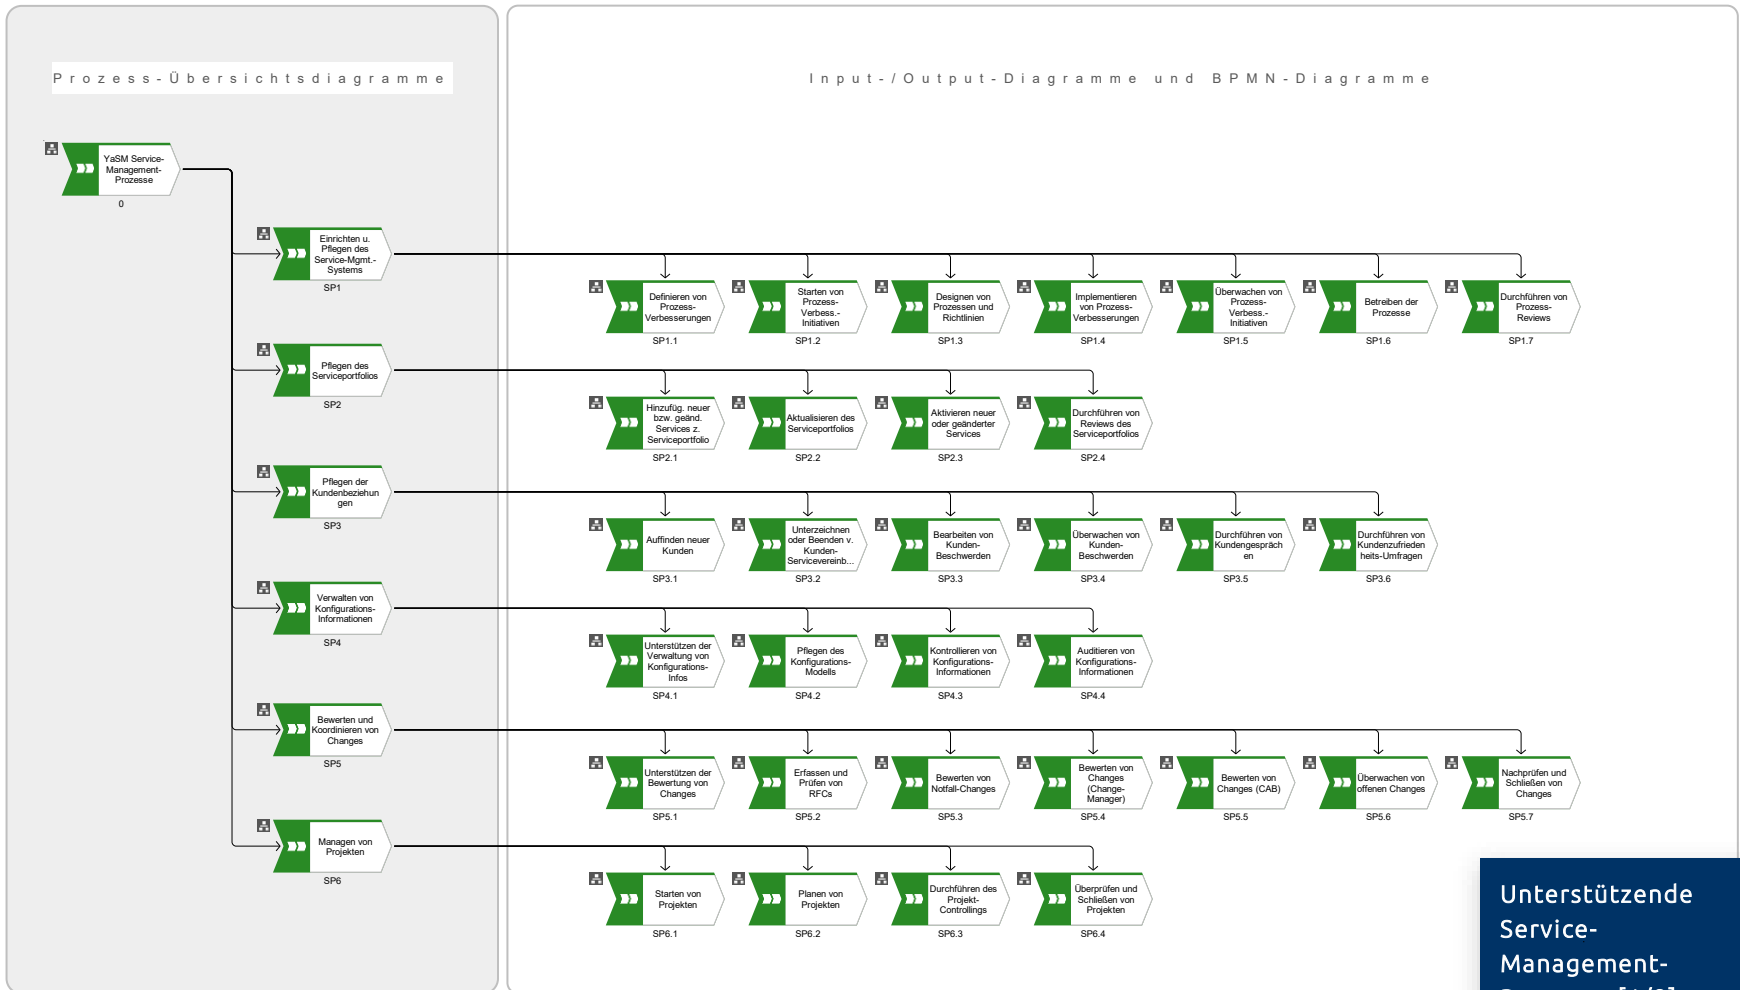 Prozess-Übersichtsdiagramme
Input-/Output-Diagramme und BPMN-Diagramme
YaSM Service-
Management-
Prozesse
0
Einrichten u.
Pflegen des
Service-Mgmt.-
Systems
SP1
Definieren von
Prozess-
Verbesserungen
SP1.1
Starten von
Prozess-
Verbess.-
Initiativen
SP1.2
Designen von
Prozessen und
Richtlinien
SP1.3
Implementieren
von Prozess-
Verbesserungen
SP1.4
Überwachen von
Prozess-
Verbess.-
Initiativen
SP1.5
Betreiben der
Prozesse
SP1.6
Durchführen von
Prozess-
Reviews
SP1.7
Pflegen des
Serviceportfolios
SP2
Hinzufüg. neuer
bzw. geänd.
Services z.
Serviceportfolio
SP2.1
Aktualisieren des
Serviceportfolios
SP2.2
Aktivieren neuer
oder geänderter
Services
SP2.3
Durchführen von
Reviews des
Serviceportfolios
SP2.4
Pflegen der
Kundenbeziehun
gen
SP3
Auffinden neuer
Kunden
SP3.1
Unterzeichnen
oder Beenden v.
Kunden-
Servicevereinb...
SP3.2
Bearbeiten von
Kunden-
Beschwerden
SP3.3
Überwachen von
Kunden-
Beschwerden
SP3.4
Durchführen von
Kundengespräch
en
SP3.5
Durchführen von
Kundenzufrieden
heits-Umfragen
SP3.6
Verwalten von
Konfigurations-
Informationen
SP4
Unterstützen der
Verwaltung von
Konfigurations-
Infos
SP4.1
Pflegen des
Konfigurations-
Modells
SP4.2
Kontrollieren von
Konfigurations-
Informationen
SP4.3
Auditieren von
Konfigurations-
Informationen
SP4.4
Bewerten und
Koordinieren von
Changes
SP5
Unterstützen der
Bewertung von
Changes
SP5.1
Erfassen und
Prüfen von
RFCs
SP5.2
Bewerten von
Notfall-Changes
SP5.3
Bewerten von
Changes
(Change-
Manager)
SP5.4
Bewerten von
Changes (CAB)
SP5.5
Überwachen von
offenen Changes
SP5.6
Nachprüfen und
Schließen von
Changes
SP5.7
Managen von
Projekten
SP6
Starten von
Projekten
SP6.1
Planen von
Projekten
SP6.2
Durchführen des
Projekt-
Controllings
SP6.3
Überprüfen und
Schließen von
Projekten
SP6.4
Unterstützende
Service-
Management-